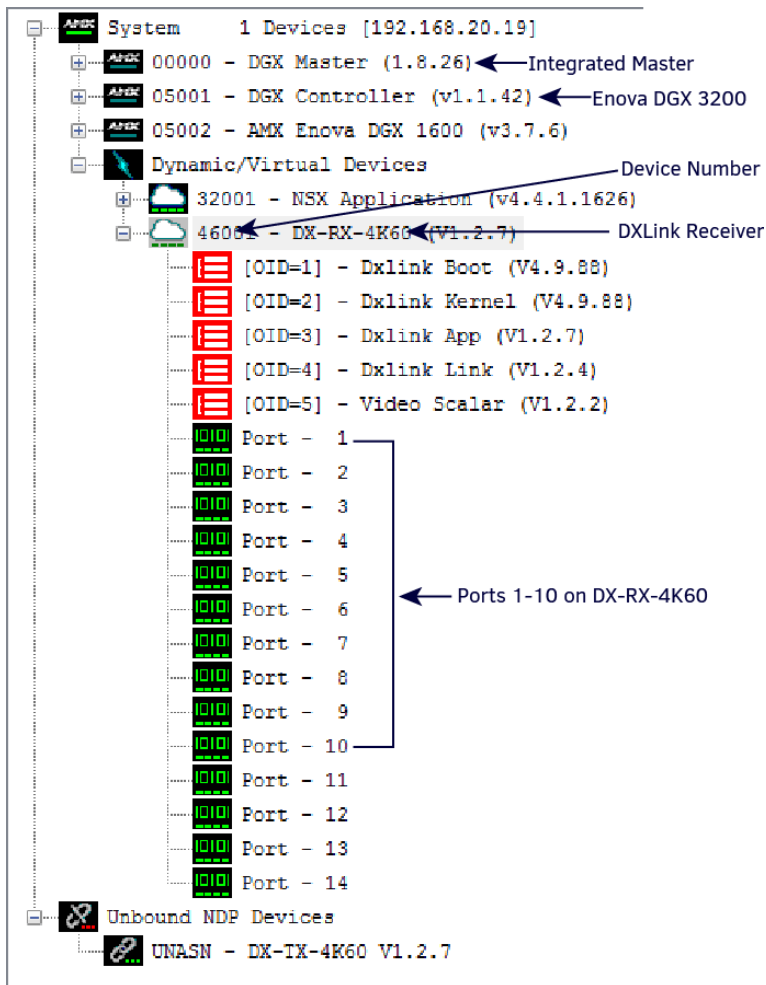 System 1 Devices [192.168.20.19]
00000 - DGX Master (1.8.26) Integrated Master
05001 - DGX Controller (v1.1.42) Enova DGX 3200
05002 - AMX Enova DGX 1600 (v3.7.6)
Dynamic/Virtual Devices
Device Number
32001 - NSX Application (v4.4.1.1626)
46001 - DX-RX-4K60 (V1.2.7) DXLink Receiver
[OID=1] - Dxlink Boot (V4.9.88)
[OID=2] - Dxlink Kernel (V4.9.88)
[OID=3] - Dxlink App (V1.2.7)
[OID=4] - Dxlink Link (V1.2.4)
[OID=5] - Video Scalar (V1.2.2)
Port - 1
Port - 2
Port - 3
Port - 4
Port - 5
Port - 6
Ports 1-10 on DX-RX-4K60
Port - 7
Port - 8
Port - 9
Port - 10
Port - 11
Port - 12
Port - 13
Port - 14
Unbound NDP Devices
UNASN - DX-TX-4K60 V1.2.7